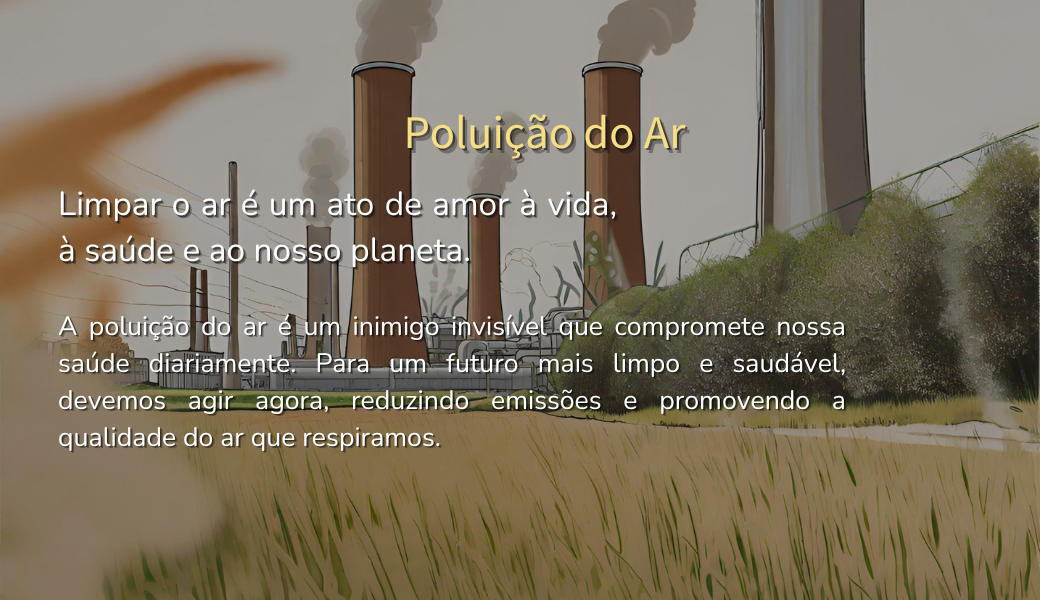 Poluição do Ar
Limpar o ar é um ato de amor à vida,
à saúde e ao nosso planeta.
A poluição do ar é um inimigo invisível que compromete nossa
saúde diariamente. Para um futuro mais limpo e saudável,
devemos agir agora, reduzindo emissões e promovendo a
qualidade do ar que respiramos.